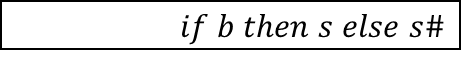 if b then s else s#